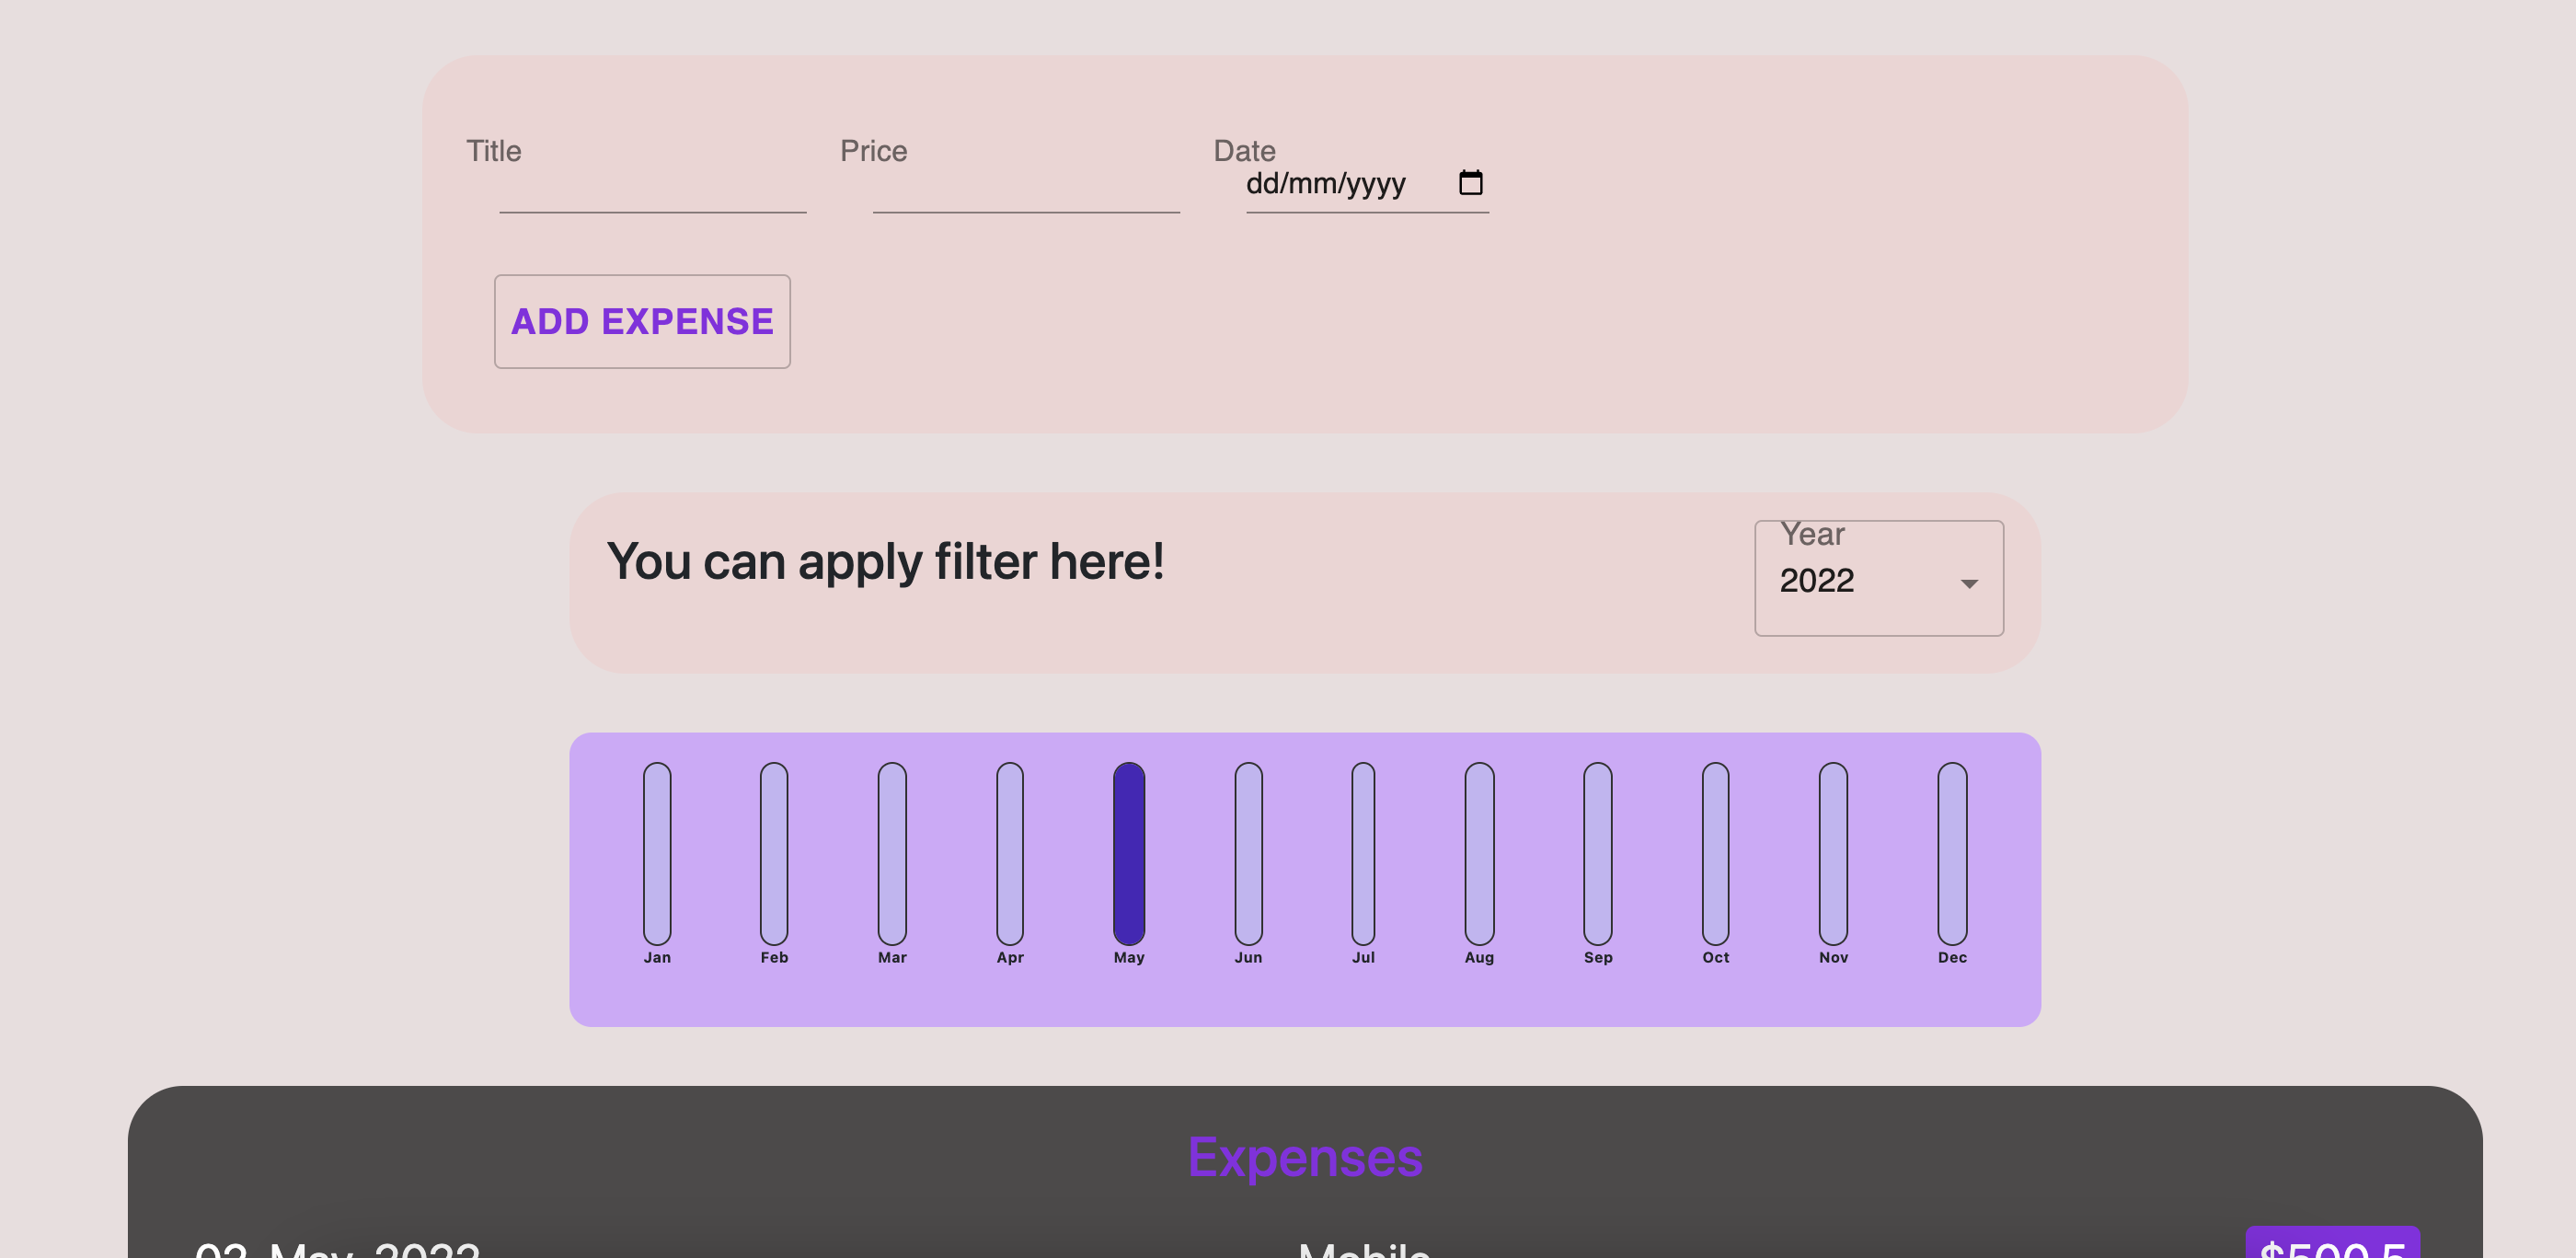 Title Price Date
dd/mm/yyyy
ADD EXPENSE
You can apply filter here!
Year
2022
Jan Feb Mar Apr May Jun Jul Aug Sep Oct Nov Dec
Expenses
May, 2022 Mobile $500.5